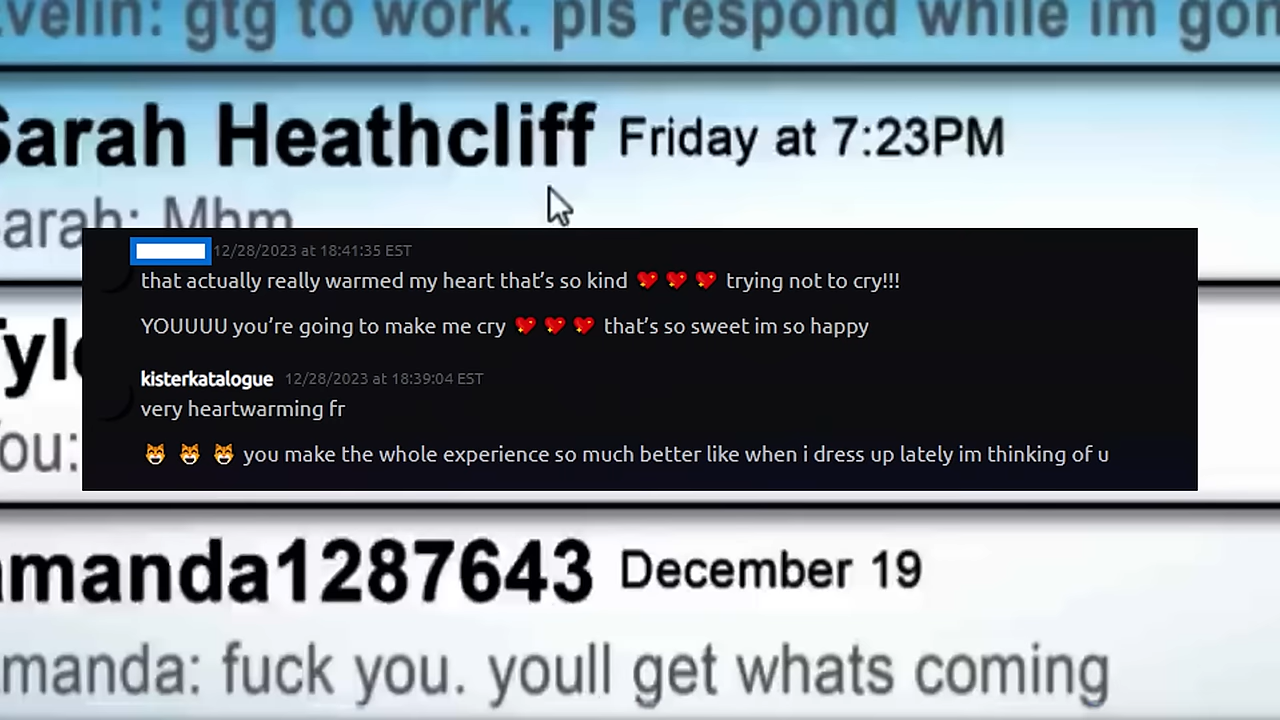 velin: gtg to work. pls respond while im gon
Sarah Heathcliff Friday at 7:23PM
arah: Mhm
12/28/2023 at 18:41:35 EST
that actually really warmed my heart that’s so kind 💖 💖 💖 trying not to cry!!!
YOUUUU you’re going to make me cry 💖 💖 💖 that’s so sweet im so happy
kisterkatalogue 12/28/2023 at 18:39:04 EST
very heartwarming fr
😹 😹 😹 you make the whole experience so much better like when i dress up lately im thinking of u
Tyle
You:
amanda1287643 December 19
manda: fuck you. youll get whats coming